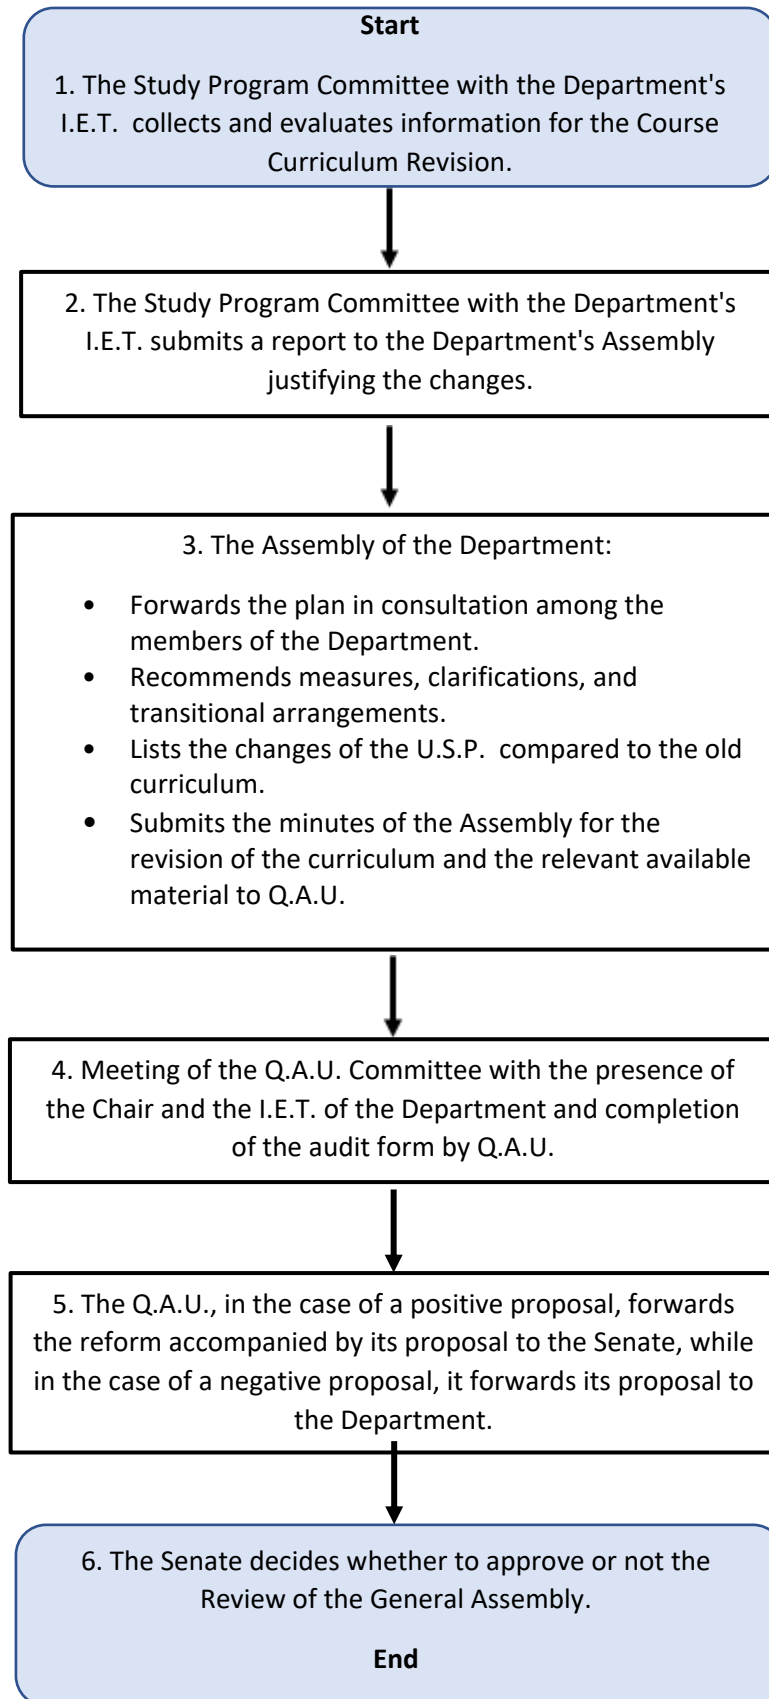 Start
1. The Study Program Committee with the Department's
I.E.T.  collects and evaluates information for the Course
Curriculum Revision.
2. The Study Program Committee with the Department's
I.E.T. submits a report to the Department's Assembly
justifying the changes.
3. The Assembly of the Department:
• Forwards the plan in consultation among the
members of the Department.
• Recommends measures, clarifications, and
transitional arrangements.
• Lists the changes of the U.S.P.  compared to the old
curriculum.
• Submits the minutes of the Assembly for the
revision of the curriculum and the relevant available
material to Q.A.U.
4. Meeting of the Q.A.U. Committee with the presence of
the Chair and the I.E.T. of the Department and completion
of the audit form by Q.A.U.
5. The Q.A.U., in the case of a positive proposal, forwards
the reform accompanied by its proposal to the Senate, while
in the case of a negative proposal, it forwards its proposal to
the Department.
6. The Senate decides whether to approve or not the
Review of the General Assembly.
End